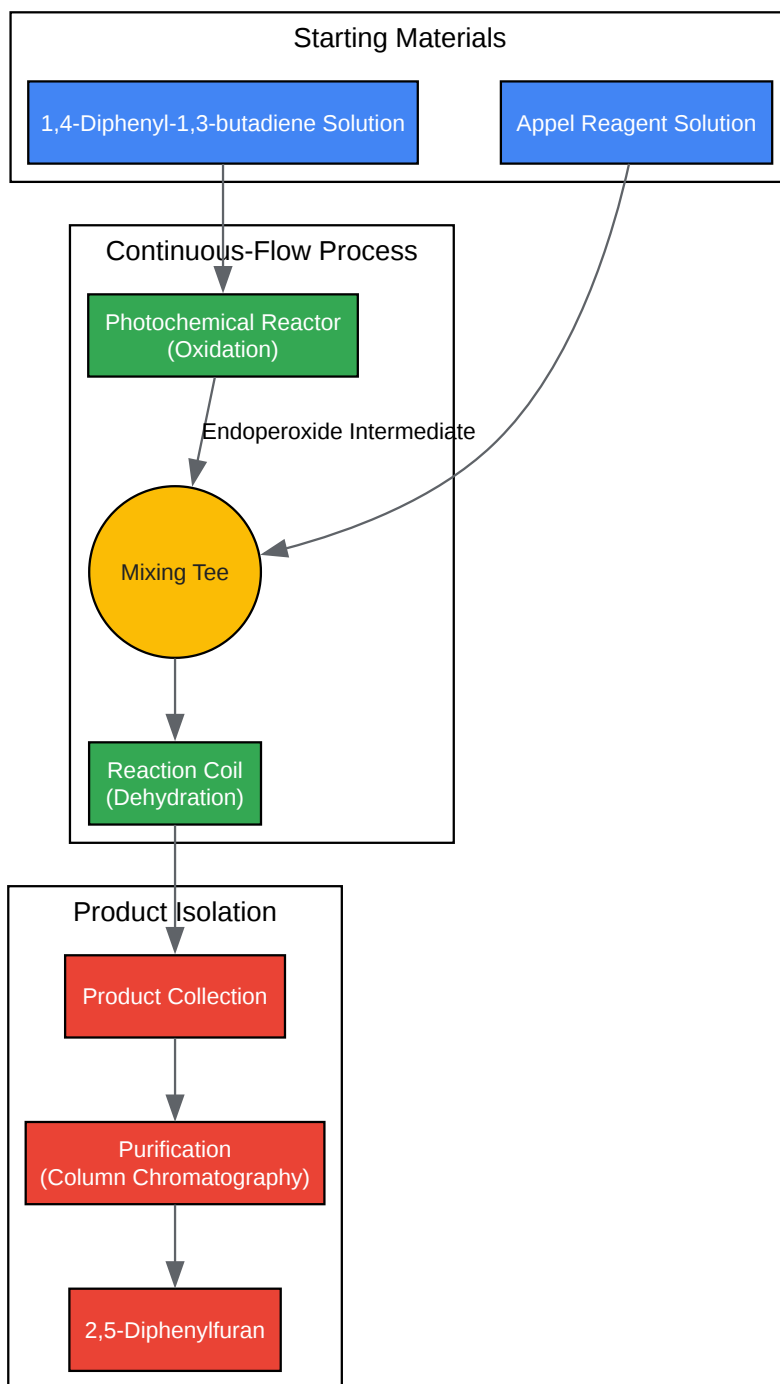 Starting Materials
1,4-Diphenyl-1,3-butadiene Solution
Appel Reagent Solution
Continuous-Flow Process
Photochemical Reactor
(Oxidation)
Endoperoxide Intermediate
Mixing Tee
Reaction Coil
(Dehydration)
Product Isolation
Product Collection
Purification
(Column Chromatography)
2,5-Diphenylfuran